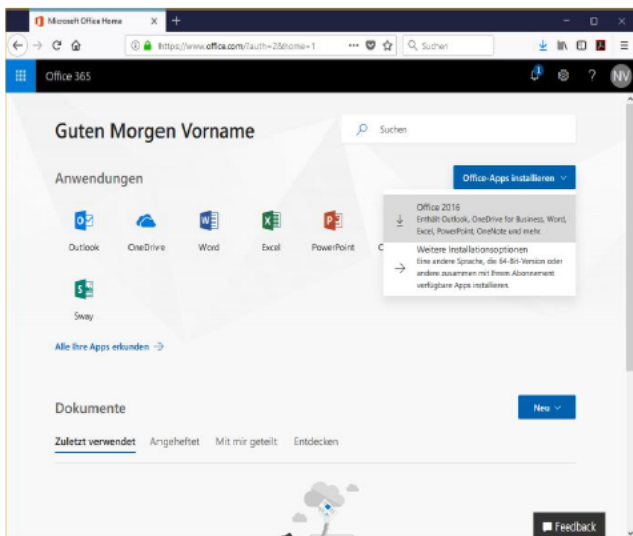 Microsoft Office Home
https://www.office.com/?auth=2&home=1
Suchen
Office 365
1
?
NV
Guten Morgen Vorname
Suchen
Anwendungen
Office-Apps installieren
Office 2016
Enthält Outlook, OneDrive for Business, Word,
Excel, PowerPoint, OneNote und mehr.
Weitere Installationsoptionen
Eine andere Sprache, die 64-Bit-Version oder
andere zusammen mit Ihrem Abonnement
verfügbare Apps installieren.
Outlook
OneDrive
Word
Excel
PowerPoint
Sway
Alle Ihre Apps erkunden
Dokumente
Neu
Zuletzt verwendet
Angeheftet
Mit mir geteilt
Entdecken
Feedback